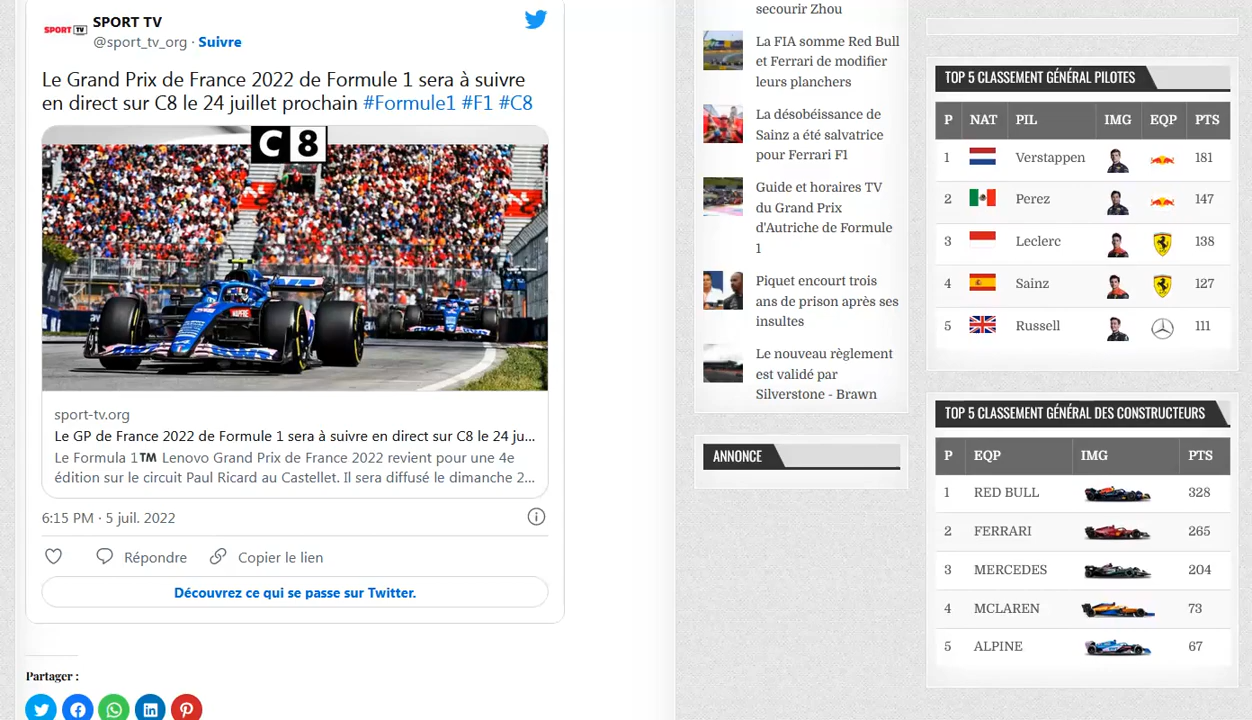 SPORT TV
SPORT TV
@sport_tv_org · Suivre
Le Grand Prix de France 2022 de Formule 1 sera à suivre
en direct sur C8 le 24 juillet prochain #Formule1 #F1 #C8
C8
sport-tv.org
Le GP de France 2022 de Formule 1 sera à suivre en direct sur C8 le 24 ju...
Le Formula 1™ Lenovo Grand Prix de France 2022 revient pour une 4e
édition sur le circuit Paul Ricard au Castellet. Il sera diffusé le dimanche 2...
6:15 PM · 5 juil. 2022
Répondre
Copier le lien
Découvrez ce qui se passe sur Twitter.
Partager :
secourir Zhou
La FIA somme Red Bull
et Ferrari de modifier
leurs planchers
La désobéissance de
Sainz a été salvatrice
pour Ferrari F1
Guide et horaires TV
du Grand Prix
d'Autriche de Formule
1
Piquet encourt trois
ans de prison après ses
insultes
Le nouveau règlement
est validé par
Silverstone - Brawn
ANNONCE
TOP 5 CLASSEMENT GÉNÉRAL PILOTES
P NAT PIL IMG EQP PTS
1 Verstappen 181
2 Perez 147
3 Leclerc 138
4 Sainz 127
5 Russell 111
TOP 5 CLASSEMENT GÉNÉRAL DES CONSTRUCTEURS
P EQP IMG PTS
1 RED BULL 328
2 FERRARI 265
3 MERCEDES 204
4 MCLAREN 73
5 ALPINE 67